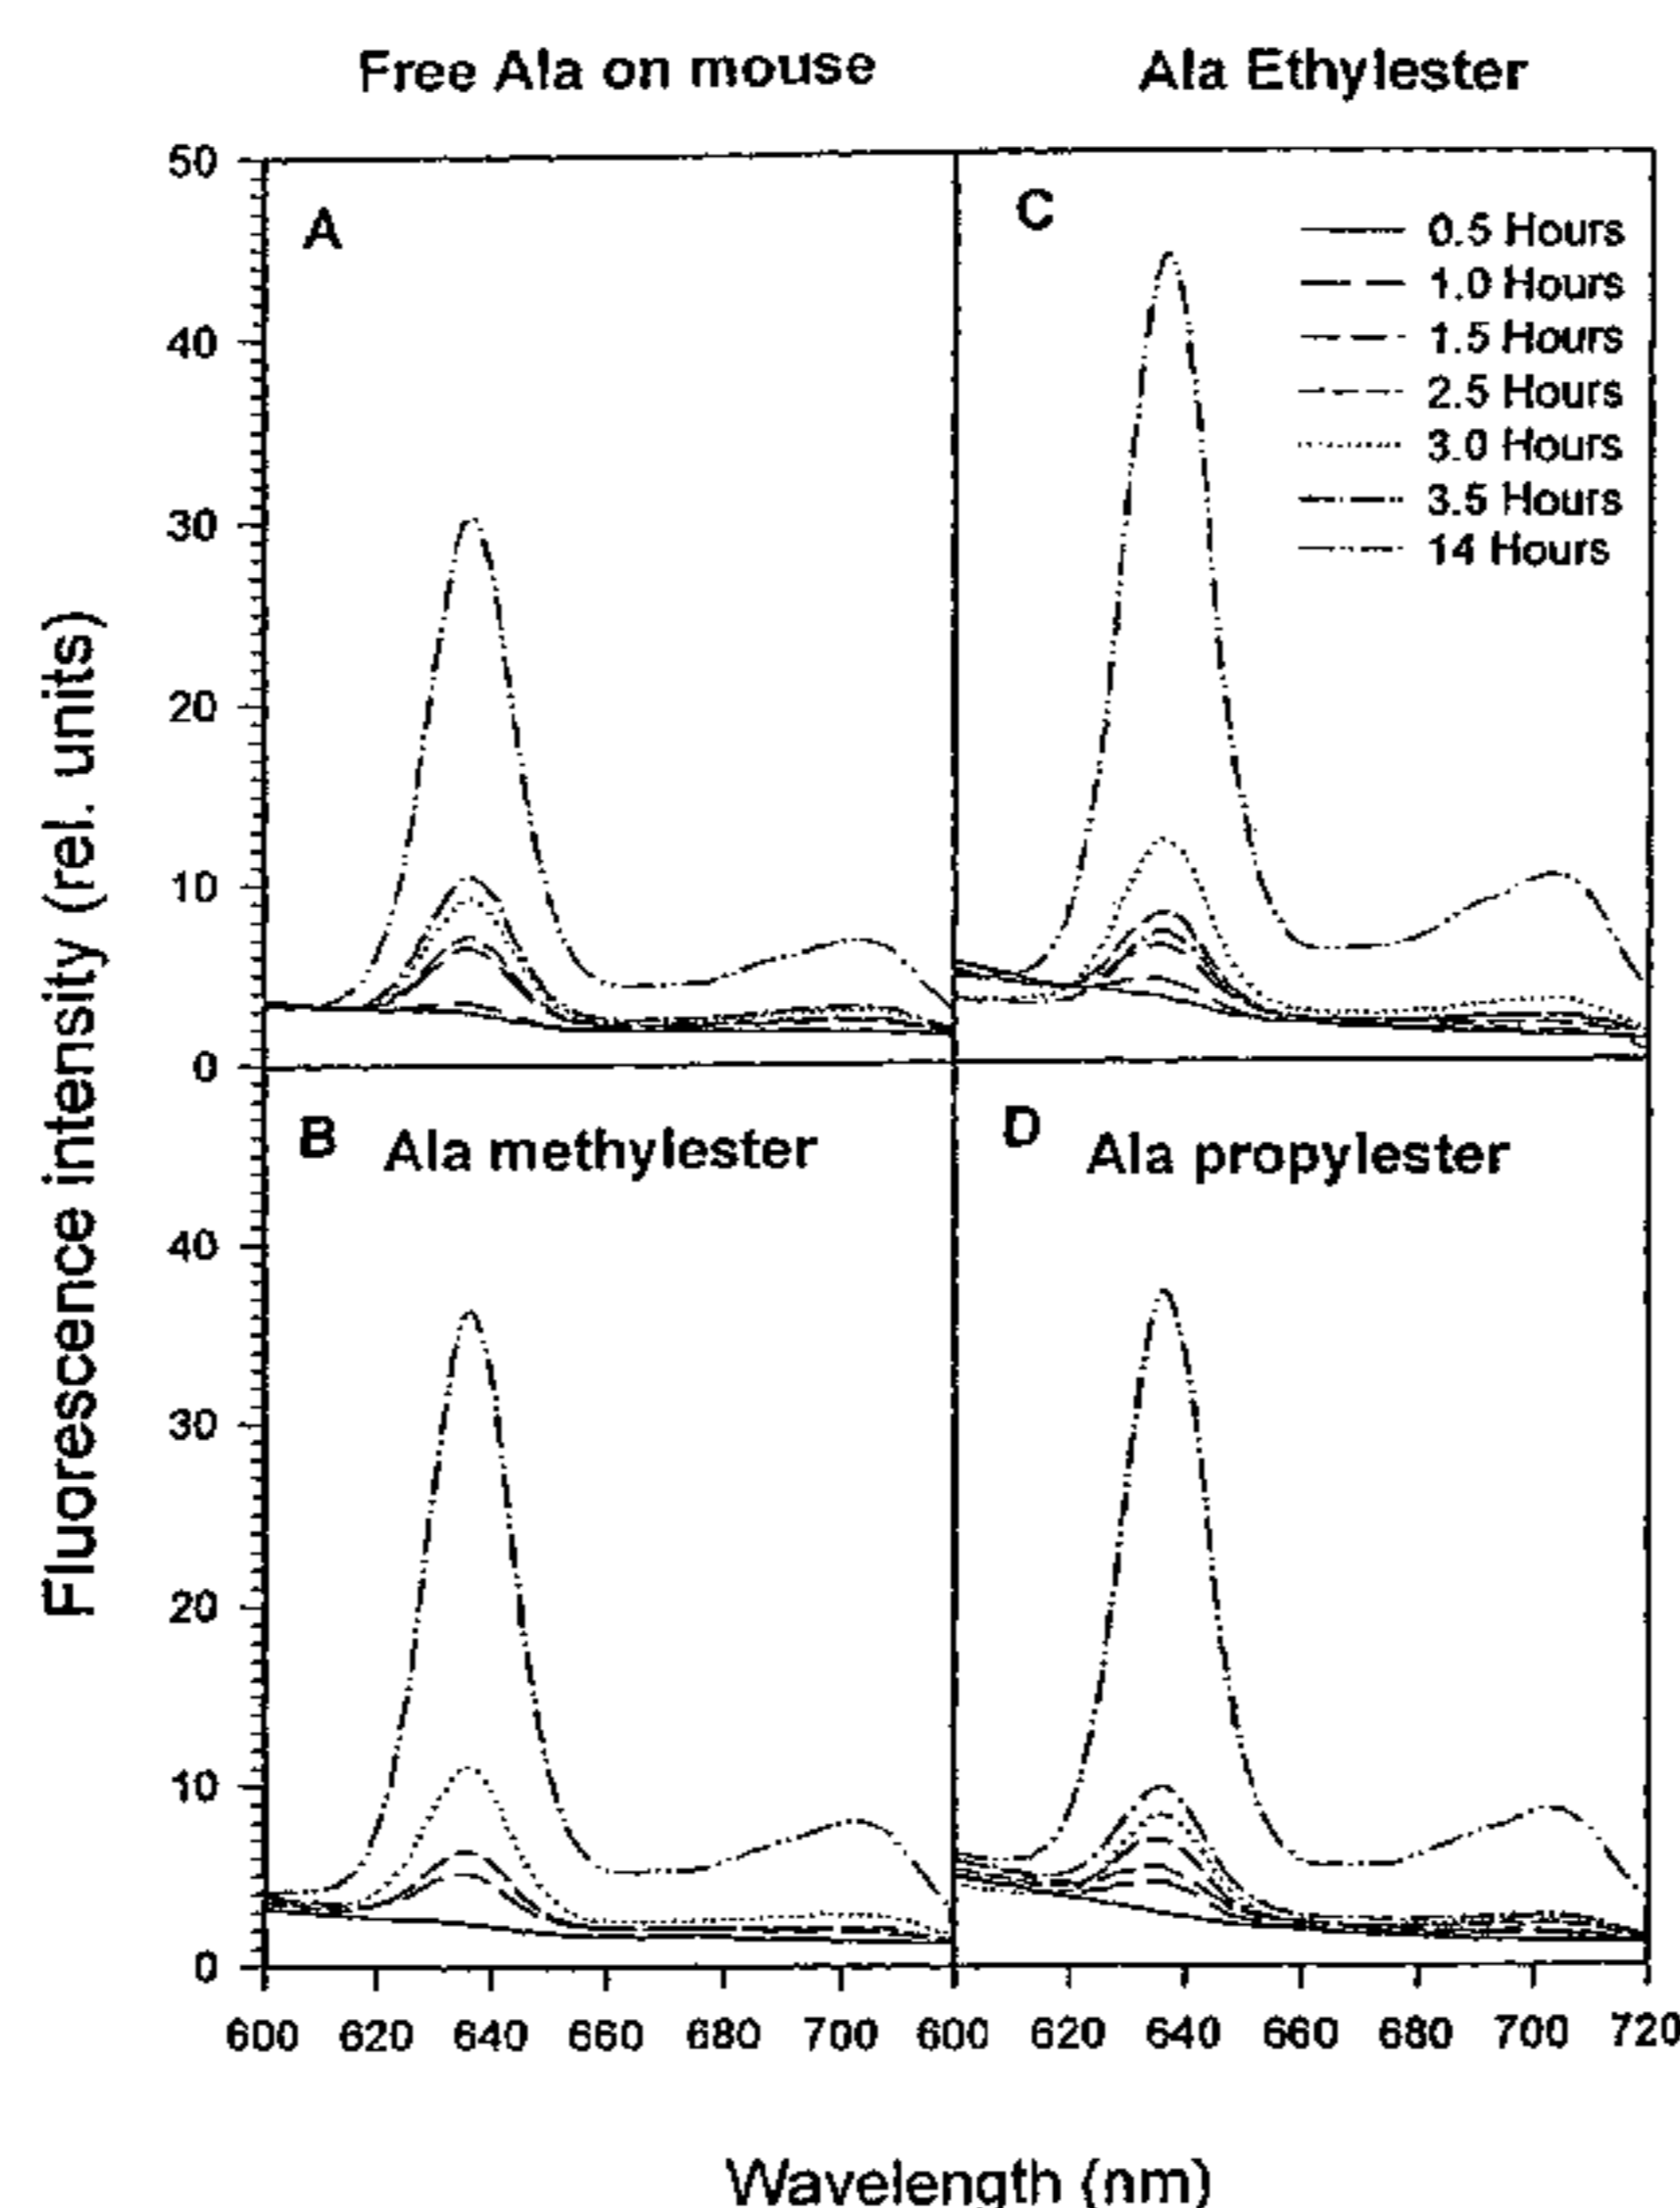 Free Ala on mouse
Ala Ethylester
50
40
30
20
10
0
A
C
0.5 Hours
1.0 Hours
1.5 Hours
2.5 Hours
3.0 Hours
3.5 Hours
14 Hours
Fluorescence intensity (rel. units)
B
Ala methylester
D
Ala propylester
40
30
20
10
0
600 620 640 660 680 700 600 620 640 660 680 700 720
Wavelength (nm)